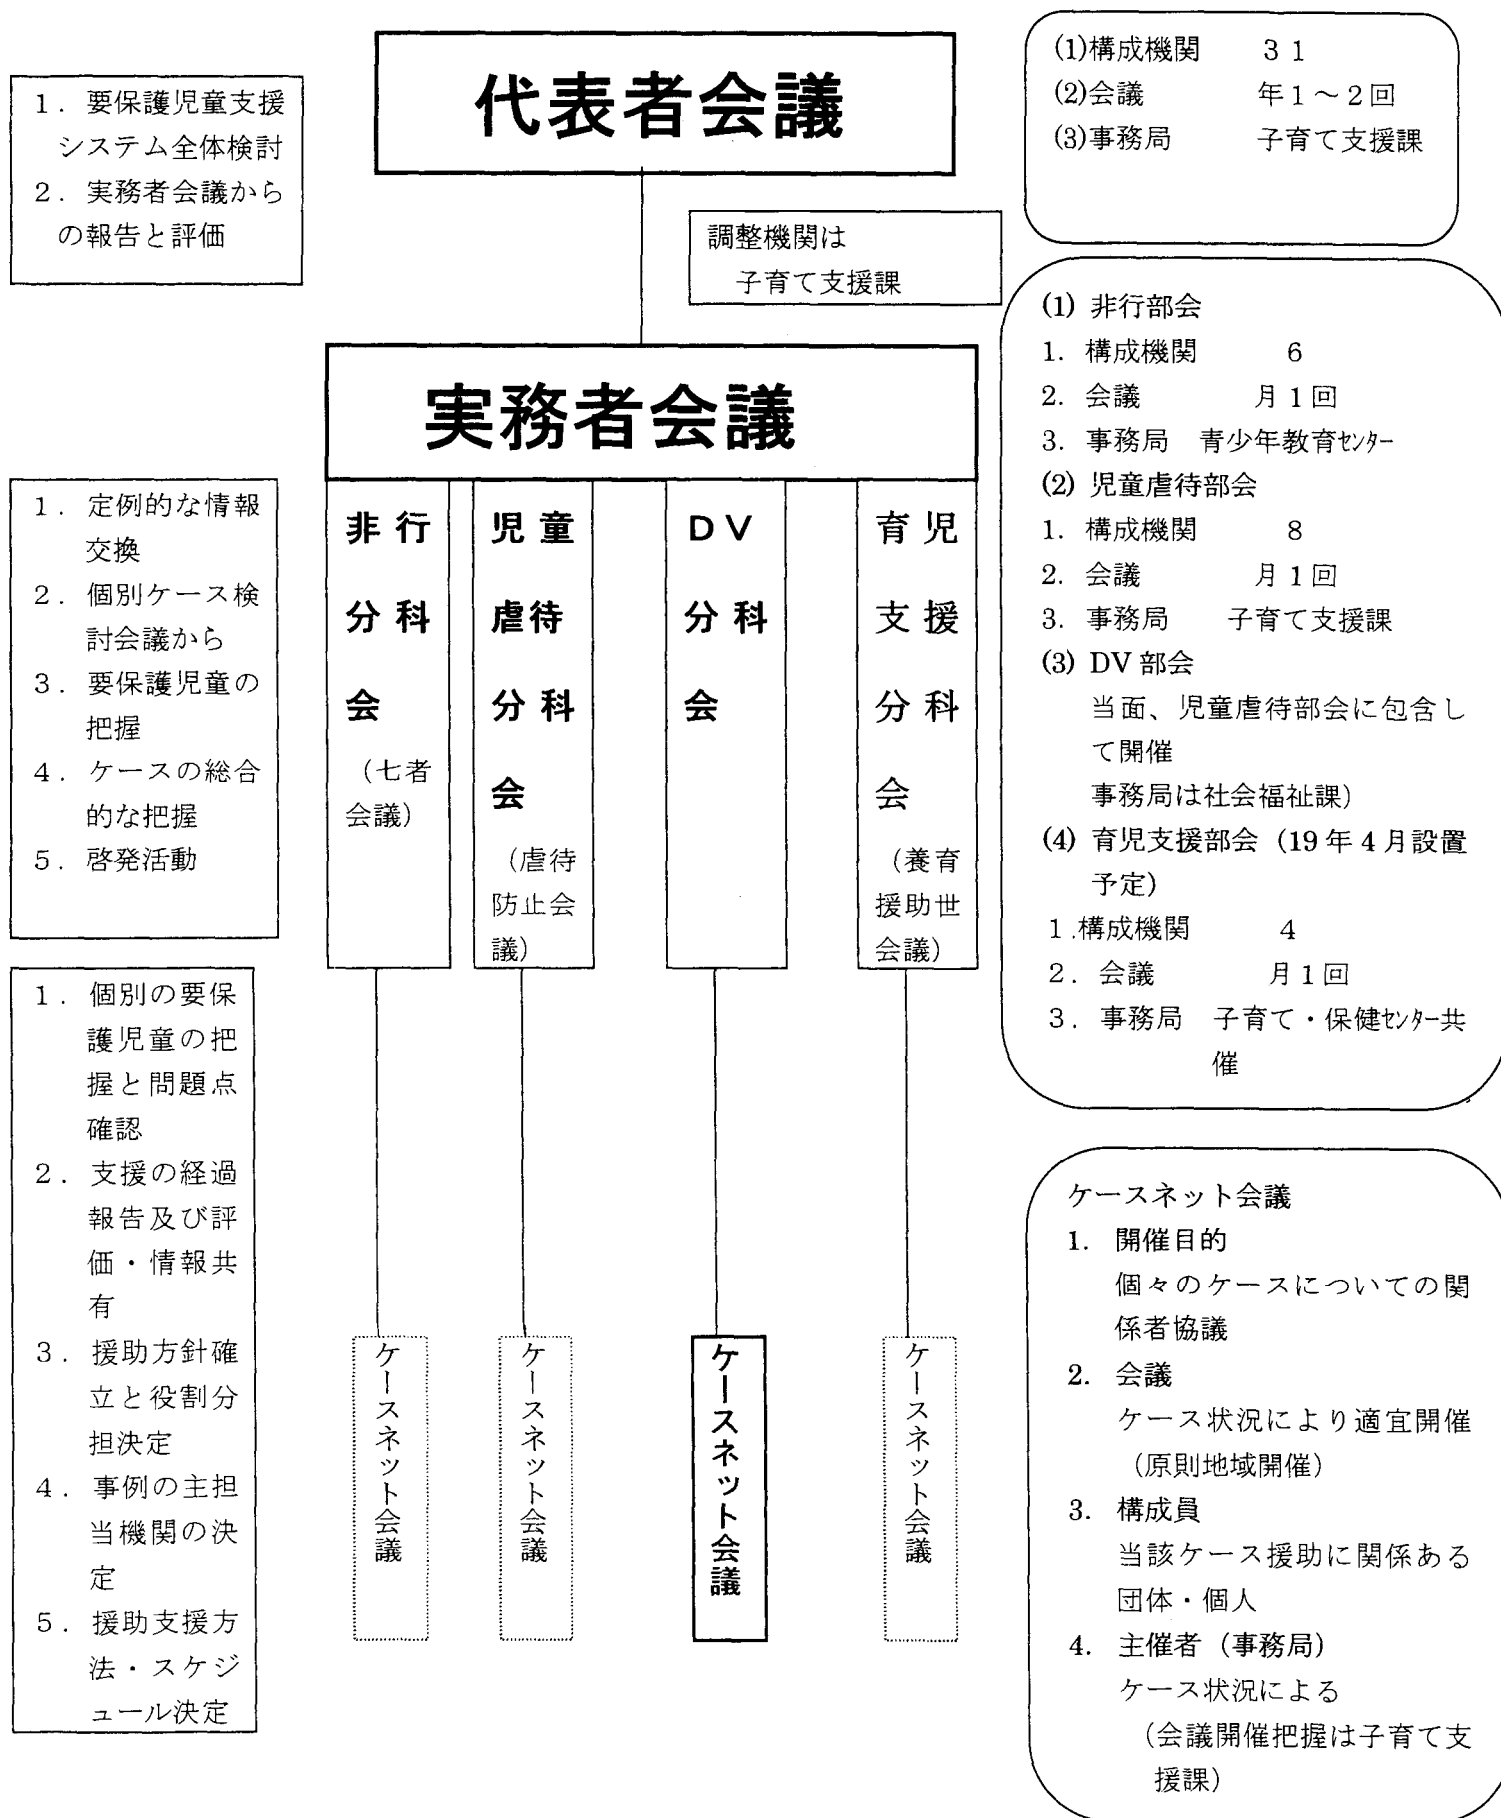 代表者会議
1．要保護児童支援
システム全体検討
2．実務者会議から
の報告と評価
(1)構成機関　　31
(2)会議　　　　年1～2回
(3)事務局　　　子育て支援課
調整機関は
子育て支援課
実務者会議
1．定例的な情報
交換
2．個別ケース検
討会議から
3．要保護児童の
把握
4．ケースの総合
的な把握
5．啓発活動
非行
分科
会
（七者
会議）
児童
虐待
分科
会
（虐待
防止会
議）
DV
分科
会
育児
支援
分科
会
（養育
援助世
会議）
(1) 非行部会
1. 構成機関　　　6
2. 会議　　　　月1回
3. 事務局　青少年教育ｾﾝﾀｰ
(2) 児童虐待部会
1. 構成機関　　　8
2. 会議　　　　月1回
3. 事務局　　子育て支援課
(3) DV部会
当面、児童虐待部会に包含し
て開催
事務局は社会福祉課）
(4) 育児支援部会（19年4月設置
予定）
1.構成機関　　　4
2. 会議　　　　月1回
3. 事務局　子育て・保健ｾﾝﾀｰ共
催
1．個別の要保
護児童の把
握と問題点
確認
2．支援の経過
報告及び評
価・情報共
有
3．援助方針確
立と役割分
担決定
4．事例の主担
当機関の決
定
5．援助支援方
法・スケジ
ュール決定
ケースネット会議
ケースネット会議
ケースネット会議
ケースネット会議
ケースネット会議
1. 開催目的
個々のケースについての関
係者協議
2. 会議
ケース状況により適宜開催
（原則地域開催）
3. 構成員
当該ケース援助に関係ある
団体・個人
4. 主催者（事務局）
ケース状況による
（会議開催把握は子育て支
援課）